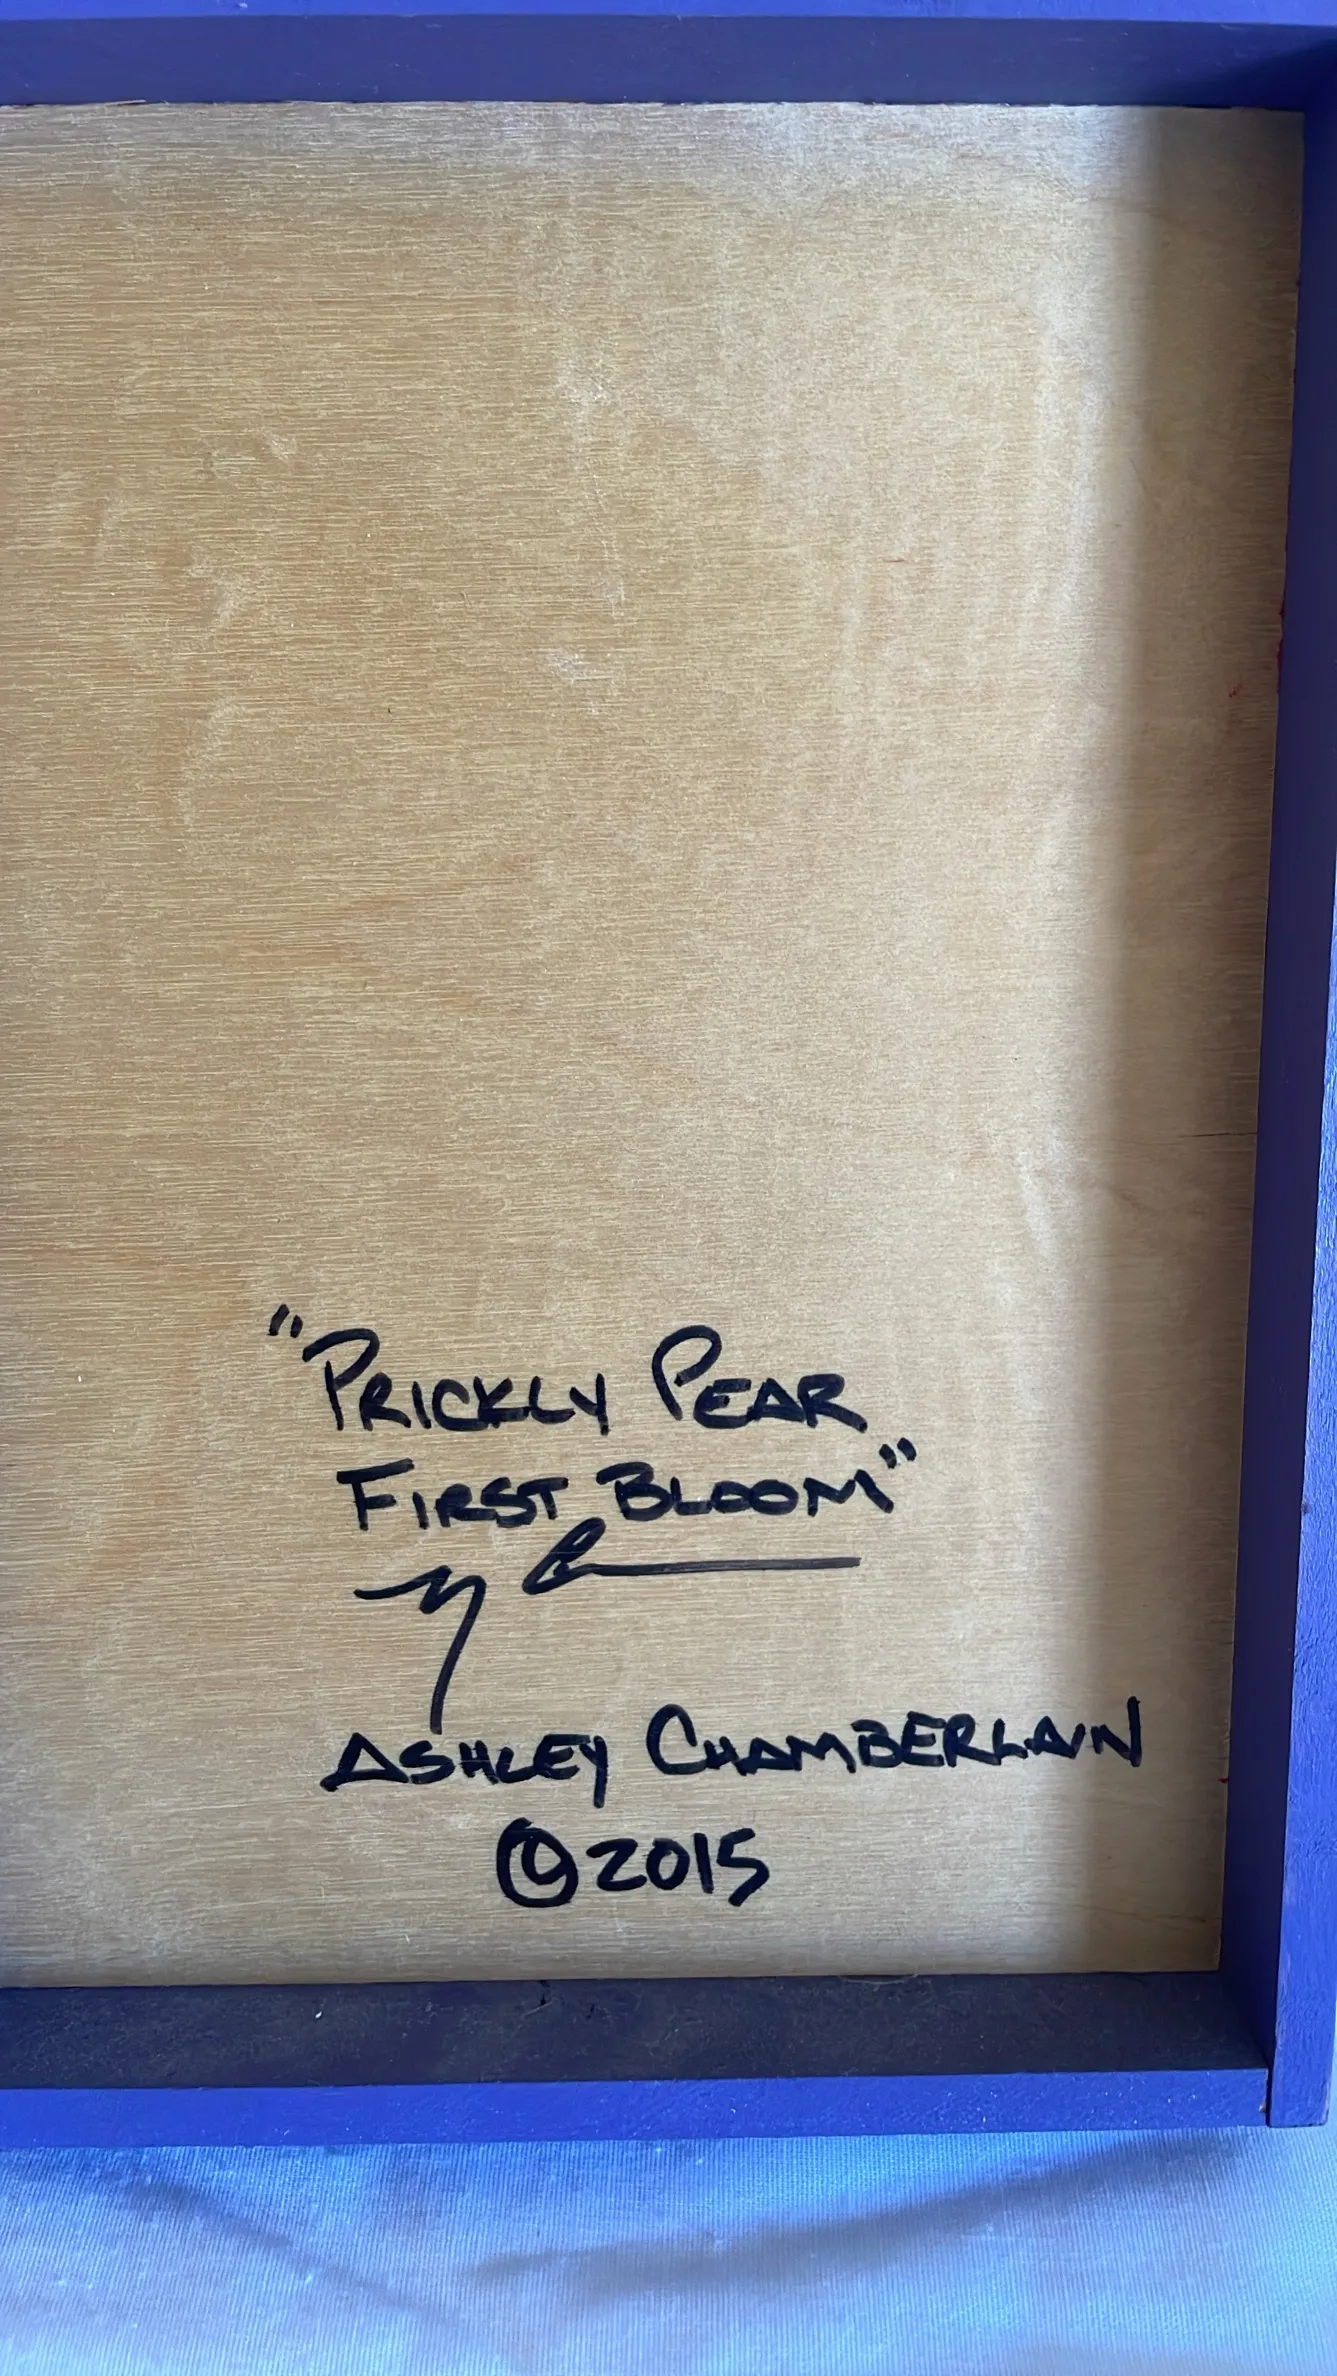 "Prickly Pear
First Bloom"
Ashley Chamberlain
©2015